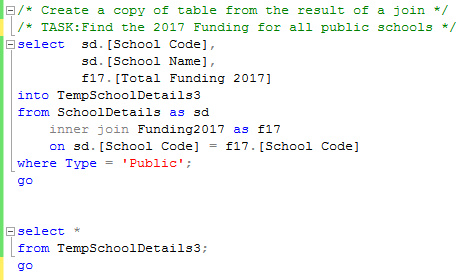 /* Create a copy of table from the result of a join */
/* TASK:Find the 2017 Funding for all public schools */
select sd.[School Code],
sd.[School Name],
f17.[Total Funding 2017]
into TempSchoolDetails3
from SchoolDetails as sd
inner join Funding2017 as f17
on sd.[School Code] = f17.[School Code]
where Type = 'Public';
go
select *
from TempSchoolDetails3;
go